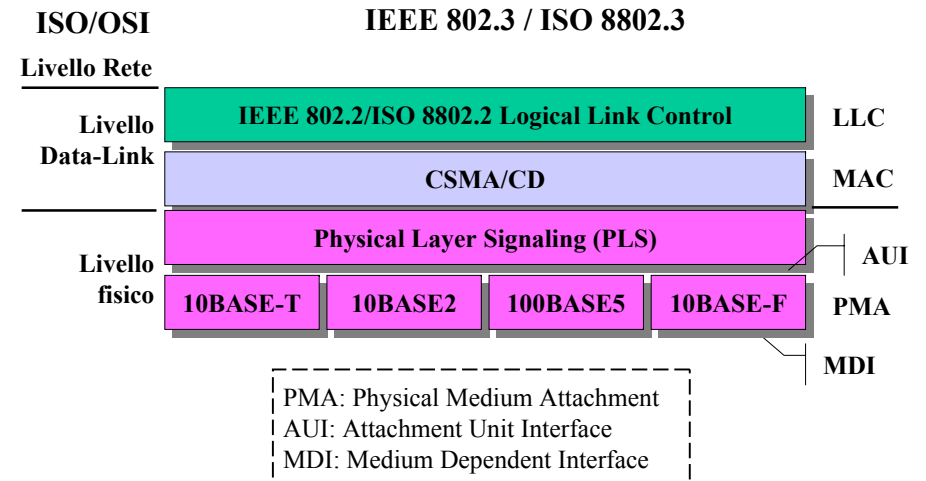 ISO/OSI
IEEE 802.3 / ISO 8802.3
Livello Rete
Livello
Data-Link
IEEE 802.2/ISO 8802.2 Logical Link Control
LLC
CSMA/CD
MAC
Physical Layer Signaling (PLS)
AUI
Livello
fisico
10BASE-T
10BASE2
100BASE5
10BASE-F
PMA
MDI
PMA: Physical Medium Attachment
AUI: Attachment Unit Interface
MDI: Medium Dependent Interface